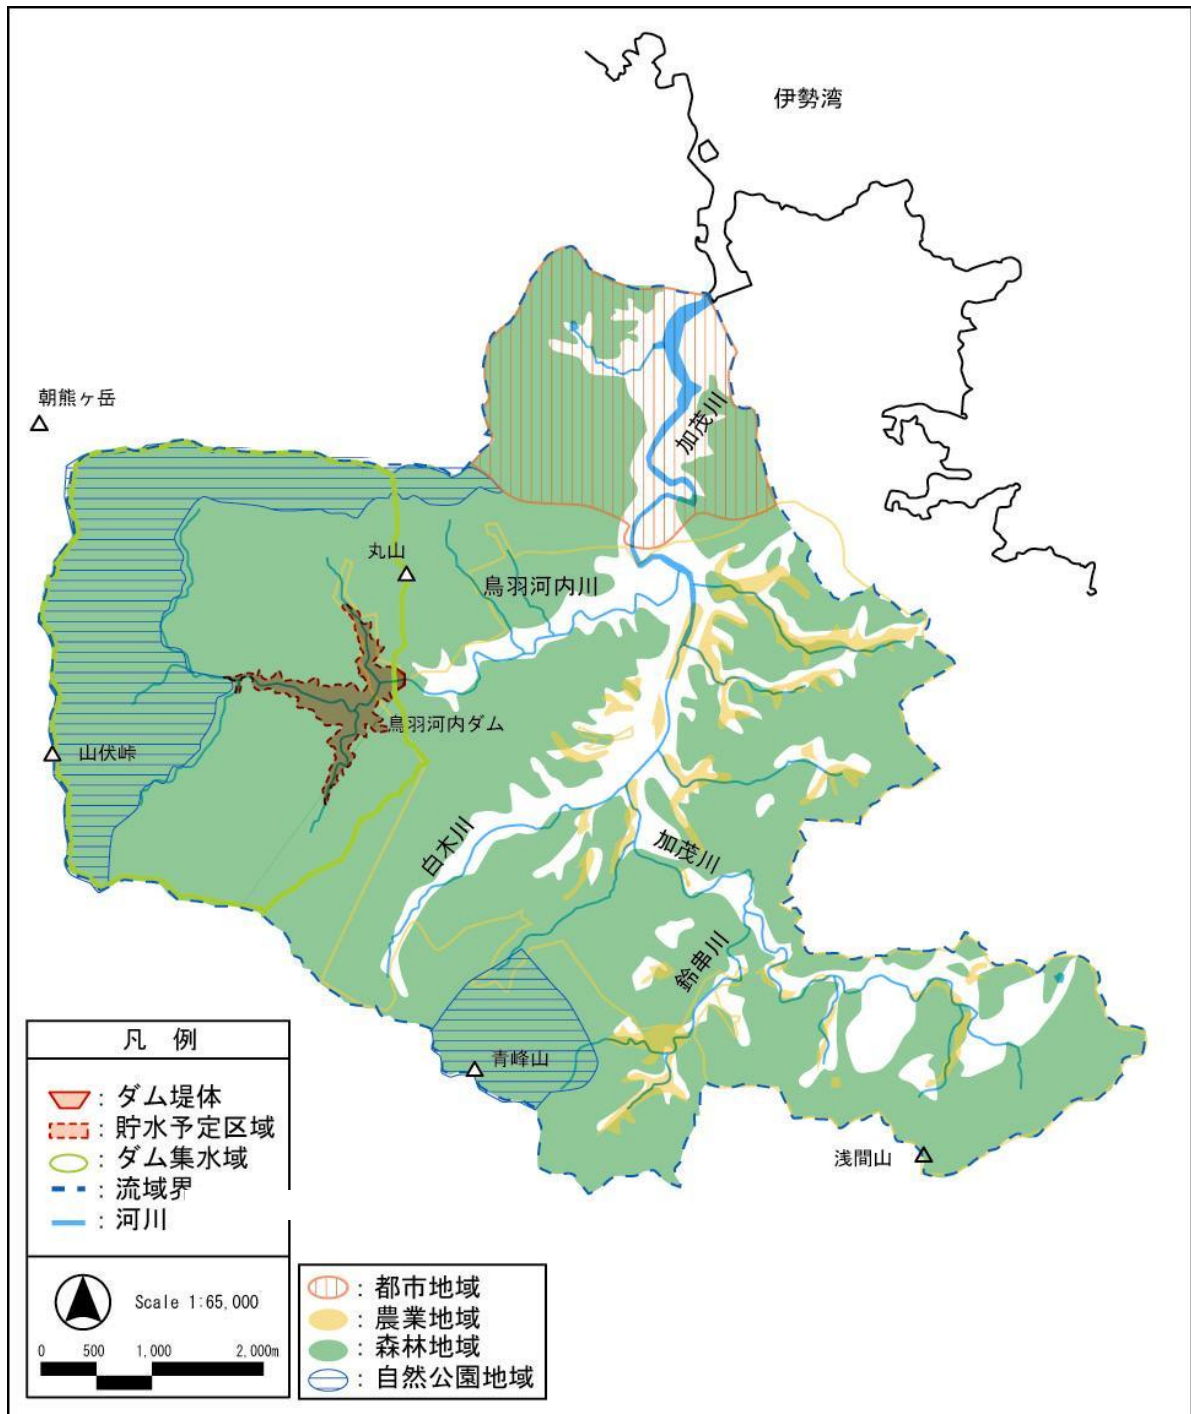 伊勢湾
朝熊ヶ岳
加茂川
丸山
鳥羽河内川
鳥羽河内ダム
山伏峠
白木川
加茂川
鈴串川
青峰山
浅間山
凡 例
：ダム堤体
：貯水予定区域
：ダム集水域
：流域界
：河川
Scale 1:65,000
0 500 1,000 2,000m
：都市地域
：農業地域
：森林地域
：自然公園地域